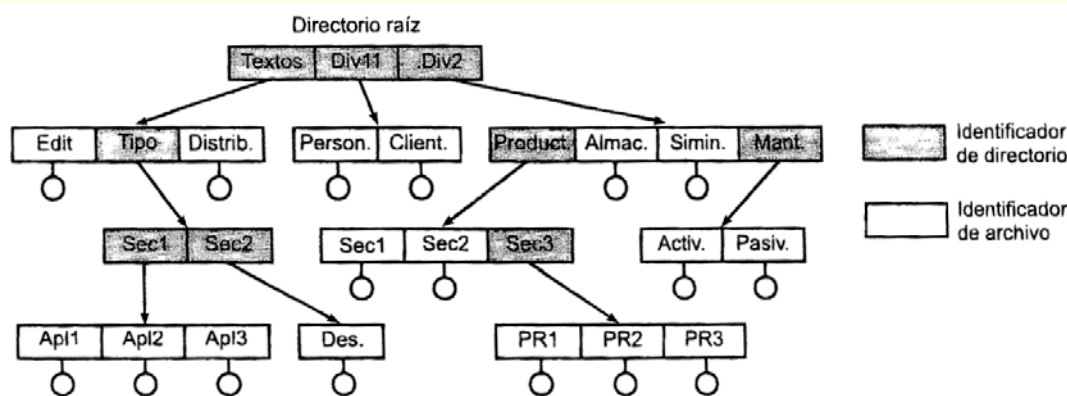 Directorio raíz
Textos Div11 .Div2
Edit Tipo Distrib. Person. Client. Product. Almac. Simin. Mant.
Identificador
de directorio
Identificador
de archivo
Sec1 Sec2 Sec1 Sec2 Sec3 Activ. Pasiv.
Apl1 Apl2 Apl3 Des. PR1 PR2 PR3